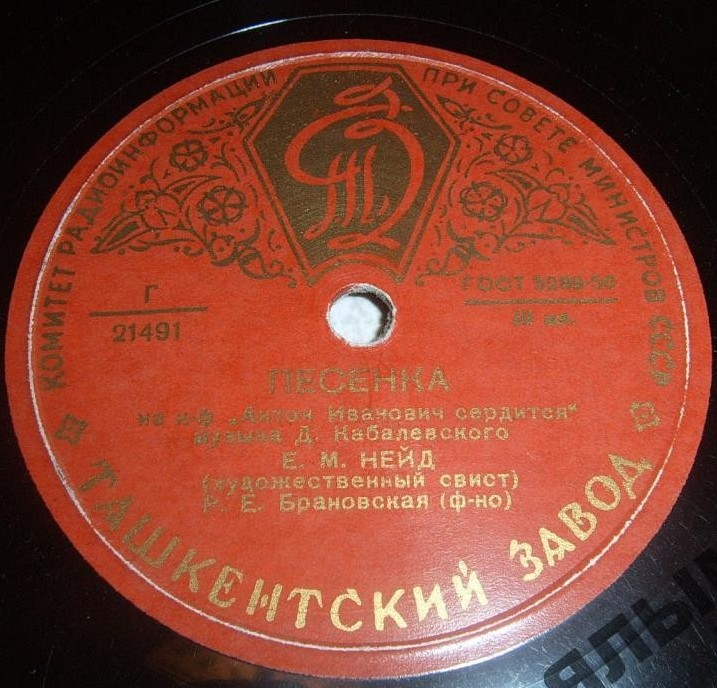 КОМИТЕТ РАДИОИНФОРМАЦИИ ПРИ СОВЕТЕ МИНИСТРОВ СССР
Г
21491
ГОСТ 5289-50
ПЕСЕНКА
из к-ф „Антон Иванович сердится"
музыка Д. Кабалевского
Е. М. НЕЙД
(художественный свист)
Р. Е. Брановская (ф-но)
ТАШКЕНТСКИЙ ЗАВОД